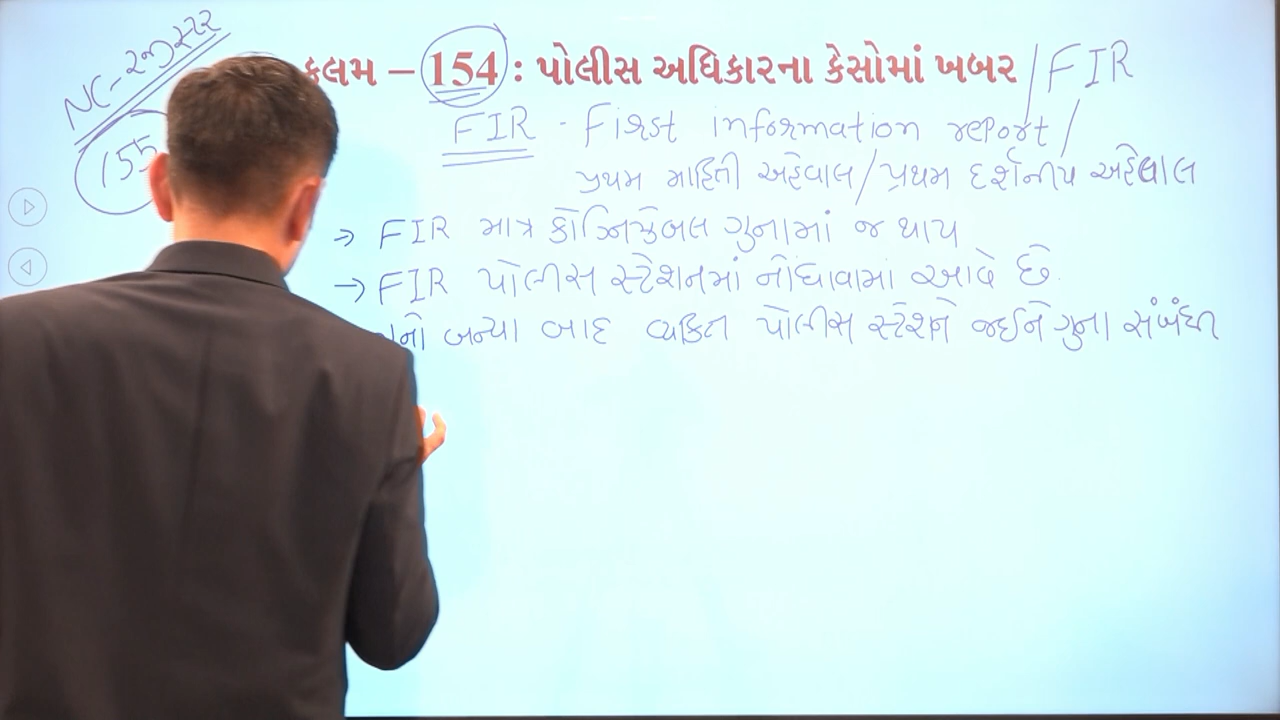 NC-રજીસ્ટર
155
કલમ – 154 : પોલીસ અધિકારના કેસોમાં ખબર / FIR
FIR - First information report /
પ્રથમ માહિતી અહેવાલ / પ્રથમ દર્શનીય અહેવાલ
→ FIR માત્ર કોગ્નિઝેબલ ગુનામાં જ થાય
→ FIR પોલીસ સ્ટેશનમાં નોંધાવામાં આવે છે.
બન્યા બાદ વ્યકિત પોલીસ સ્ટેશને જઈને ગુના સંબંધી